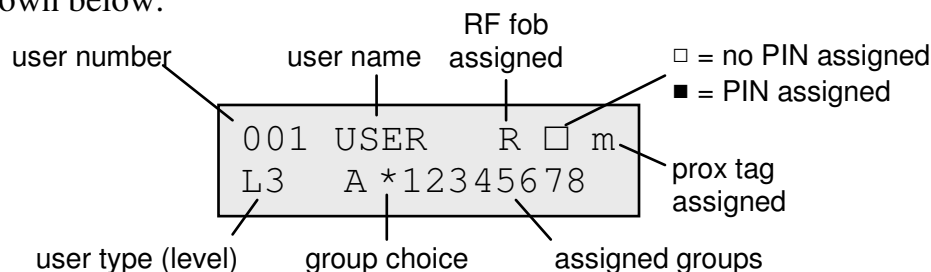 own below:
RF fob
assigned
user number
user name
□ = no PIN assigned
■ = PIN assigned
001 USER R □ m
L3 A *12345678
prox tag
assigned
user type (level)
group choice
assigned groups